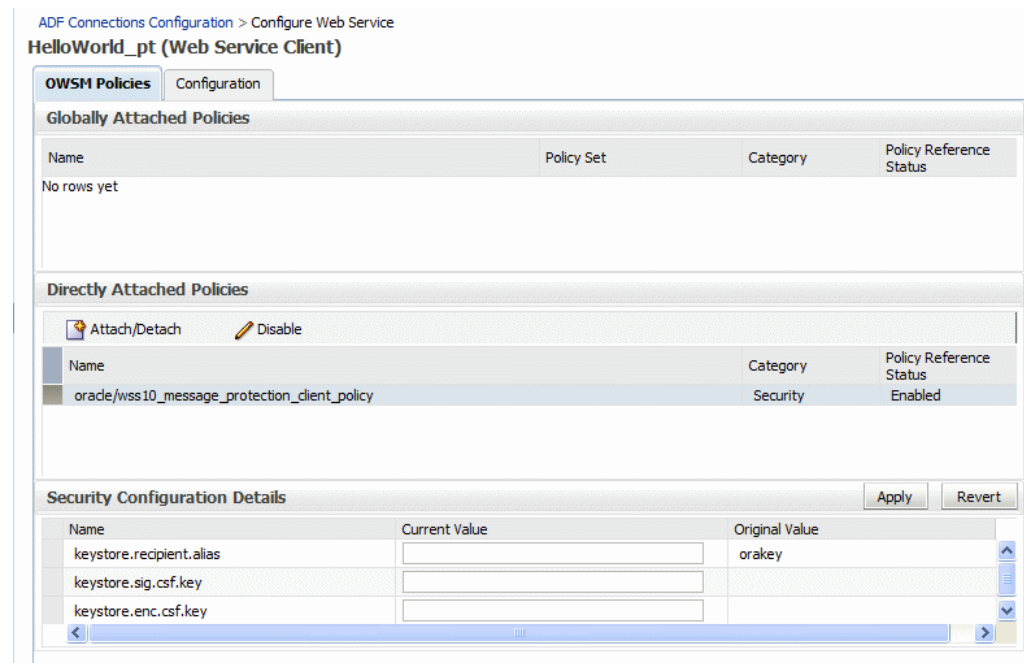 ADF Connections Configuration > Configure Web Service
HelloWorld_pt (Web Service Client)
OWSM Policies Configuration
Globally Attached Policies
Name Policy Set Category Policy Reference Status
No rows yet
Directly Attached Policies
Attach/Detach Disable
Name Category Policy Reference Status
oracle/wss10_message_protection_client_policy Security Enabled
Security Configuration Details Apply Revert
Name Current Value Original Value
keystore.recipient.alias orakey
keystore.sig.csf.key
keystore.enc.csf.key